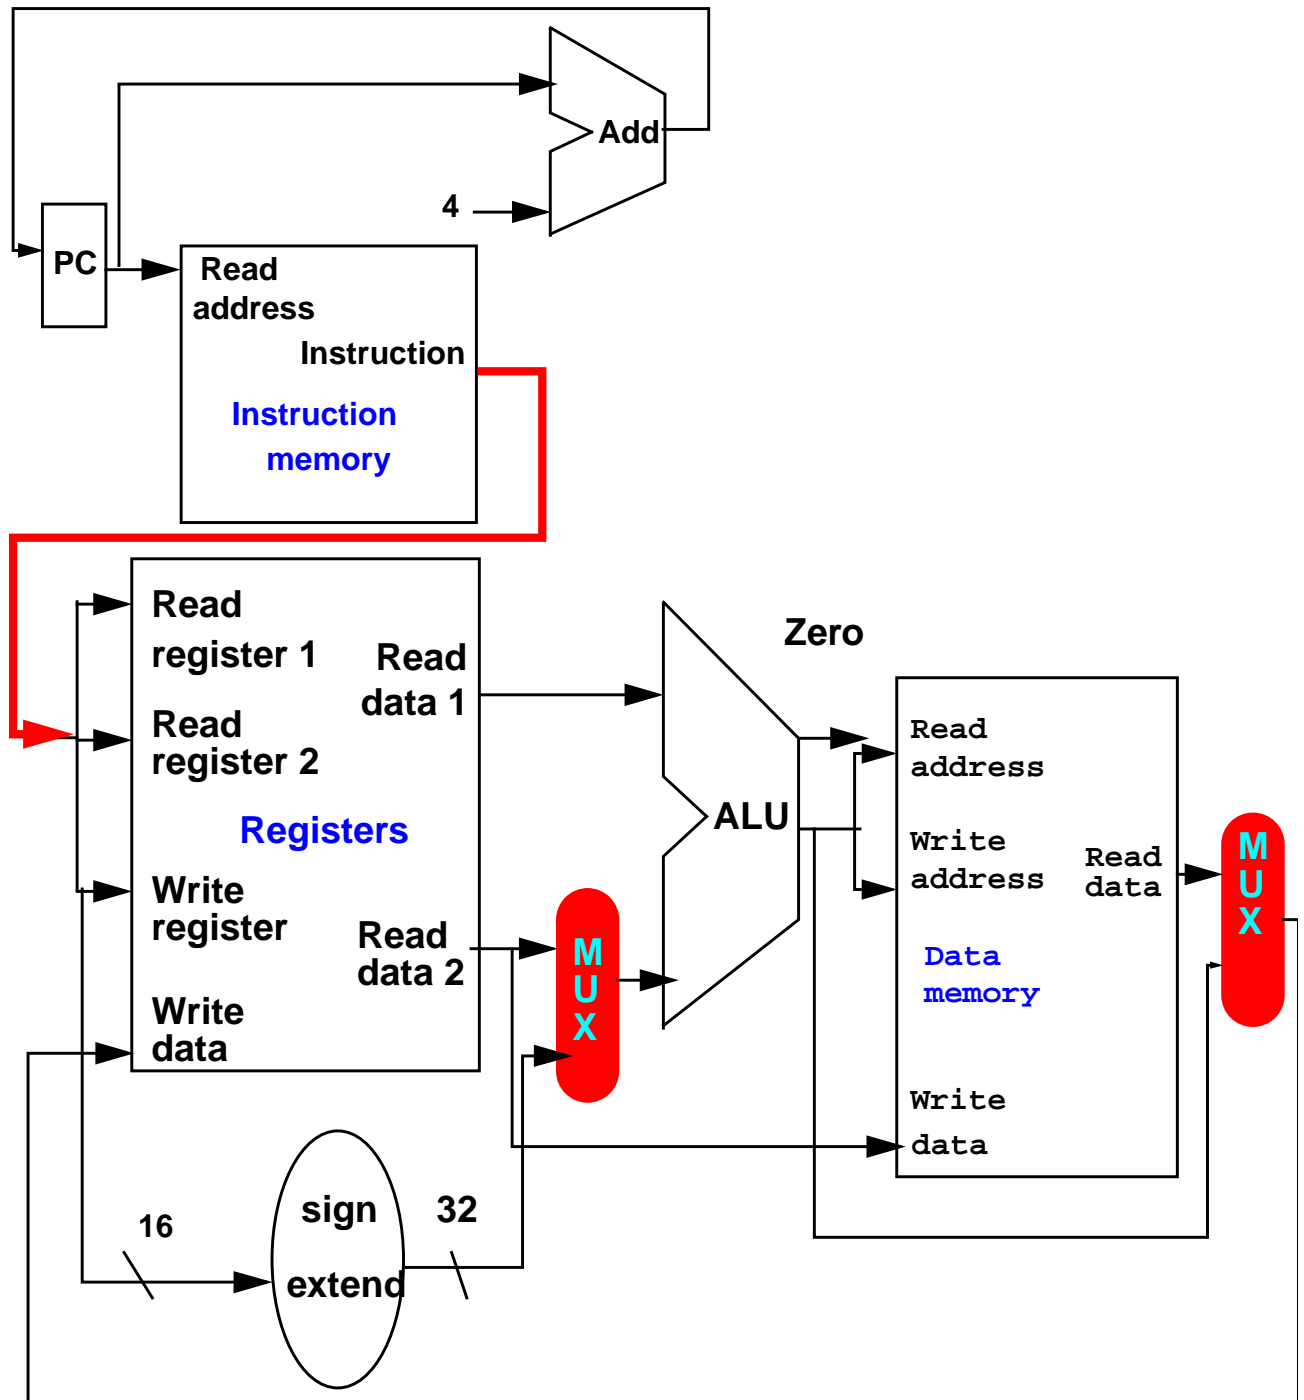 Add
4
PC
Read
address
Instruction
Instruction
memory
Read
register 1
Read
data 1
Read
register 2
Registers
Write
register
Read
data 2
Write
data
MUX
Zero
ALU
Read
address
Write
address
Read
data
Data
memory
Write
data
MUX
16
sign
extend
32